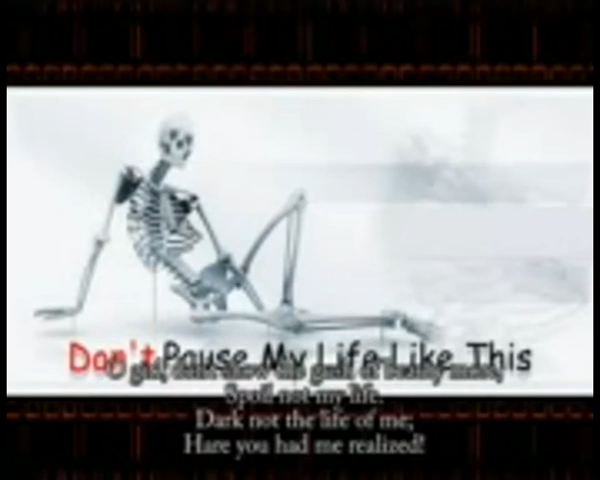 Don't Pause My Life Like This
Spoil not my life.
Dark not the life of me;
Hare you had me realized!